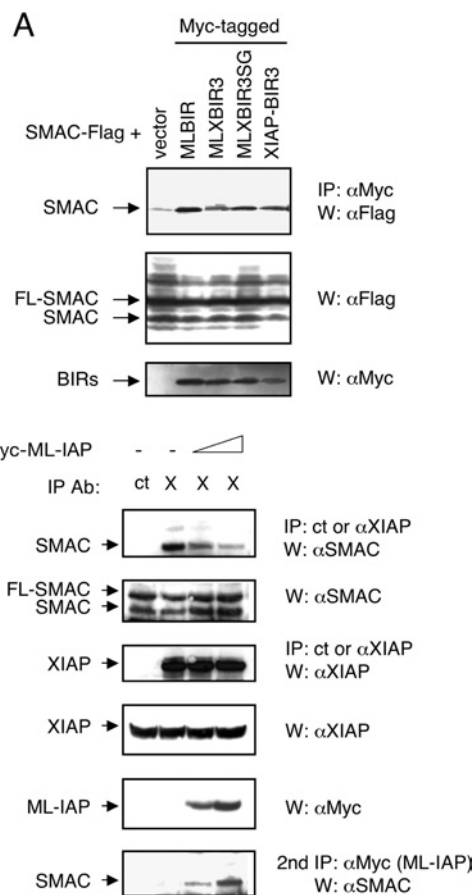 A
Myc-tagged
SMAC-Flag +
vector
MLBIR
MLXBIR3
MLXBIR3SG
XIAP-BIR3
SMAC
IP: αMyc
W: αFlag
FL-SMAC
SMAC
W: αFlag
BIRs
W: αMyc
yc-ML-IAP - -
IP Ab: ct X X X
SMAC
IP: ct or αXIAP
W: αSMAC
FL-SMAC
SMAC
W: αSMAC
XIAP
IP: ct or αXIAP
W: αXIAP
XIAP
W: αXIAP
ML-IAP
W: αMyc
SMAC
2nd IP: αMyc (ML-IAP)
W: αSMAC